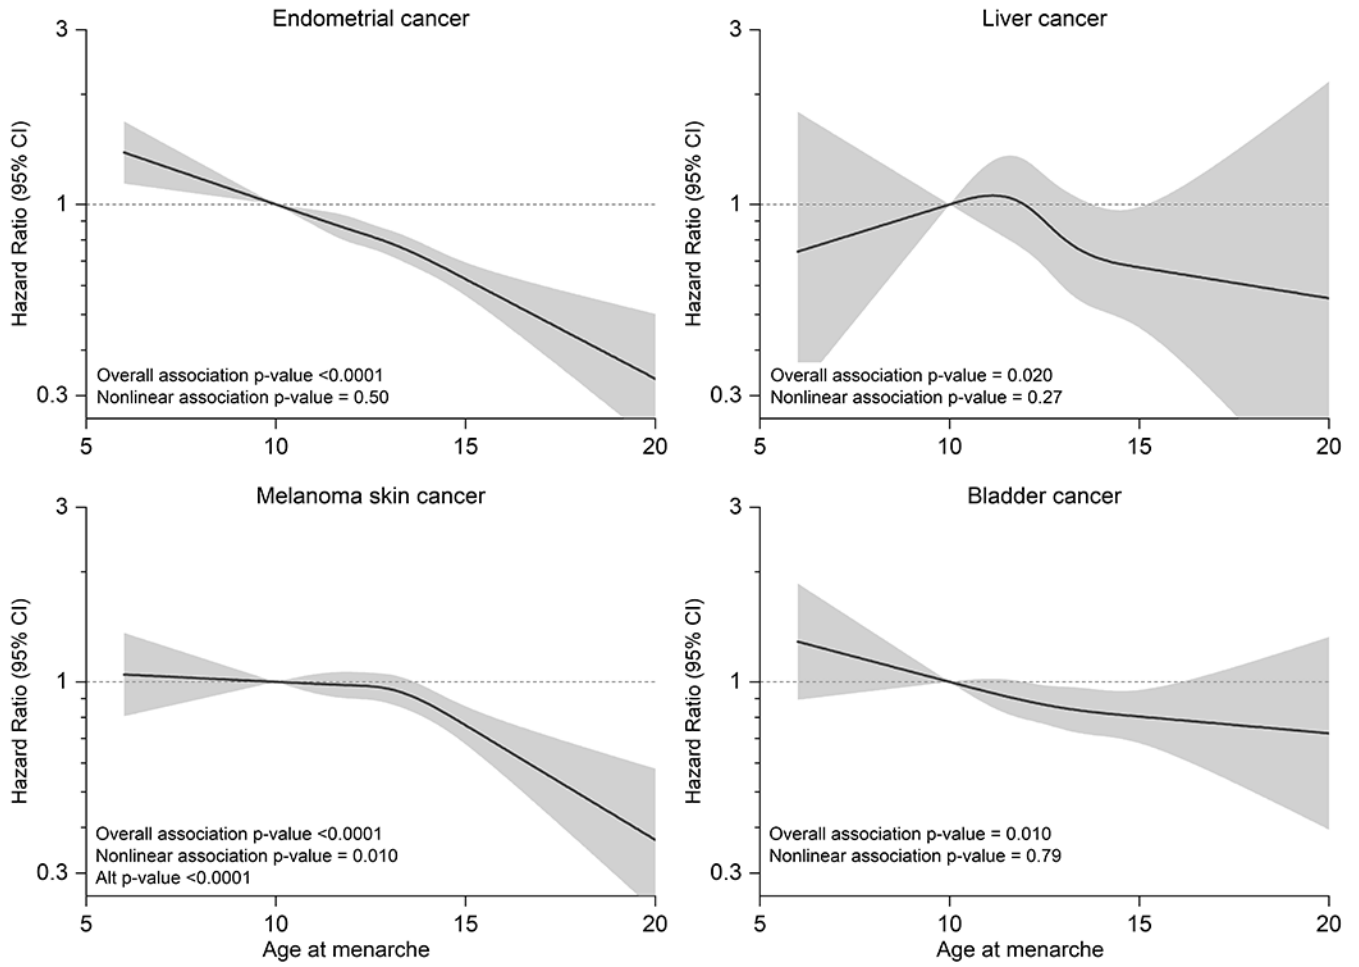 Endometrial cancer
3
1
0.3
Hazard Ratio (95% CI)
Overall association p-value <0.0001
Nonlinear association p-value = 0.50
5 10 15 20
Liver cancer
3
1
0.3
Hazard Ratio (95% CI)
Overall association p-value = 0.020
Nonlinear association p-value = 0.27
5 10 15 20
Melanoma skin cancer
3
1
0.3
Hazard Ratio (95% CI)
Overall association p-value <0.0001
Nonlinear association p-value = 0.010
Alt p-value <0.0001
5 10 15 20
Age at menarche
Bladder cancer
3
1
0.3
Hazard Ratio (95% CI)
Overall association p-value = 0.010
Nonlinear association p-value = 0.79
5 10 15 20
Age at menarche